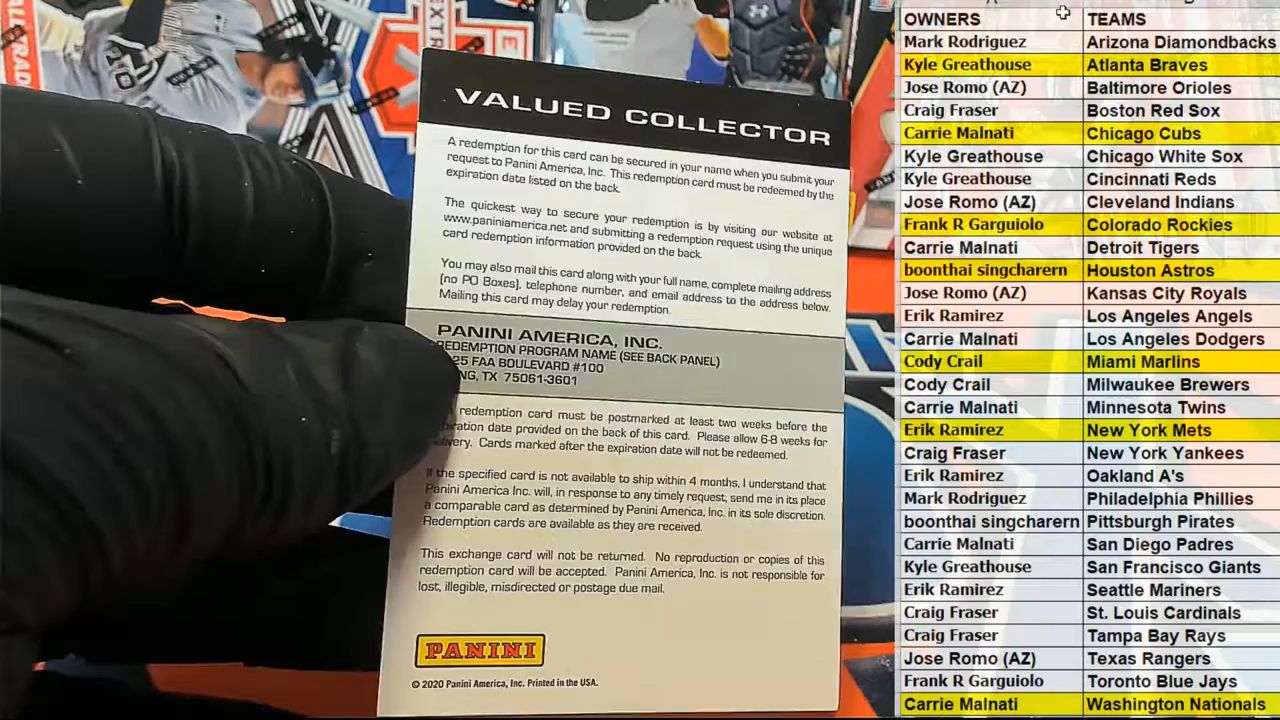 VALUED COLLECTOR
A redemption for this card can be secured in your name when you submit your
request to Panini America, Inc. This redemption card must be redeemed by the
expiration date listed on the back.
The quickest way to secure your redemption is by visiting our website at
www.paniniamerica.net and submitting a redemption request using the unique
card redemption information provided on the back.
You may also mail this card along with your full name, complete mailing address
(no PO Boxes), telephone number, and email address to the address below.
Mailing this card may delay your redemption.
PANINI AMERICA, INC.
REDEMPTION PROGRAM NAME (SEE BACK PANEL)
25 FAA BOULEVARD #100
TX 75061-3601
redemption card must be postmarked at least two weeks before the
date provided on the back of this card. Please allow 6-8 weeks for
Cards marked after the expiration date will not be redeemed.
If the specified card is not available to ship within 4 months, I understand that
Panini America Inc. will, in response to any timely request, send me in its place
a comparable card as determined by Panini America, Inc. in its sole discretion.
Redemption cards are available as they are received.
This exchange card will not be returned. No reproduction or copies of this
redemption card will be accepted. Panini America, Inc. is not responsible for
lost, illegible, misdirected or postage due mail.
PANINI
© 2020 Panini America, Inc. Printed in the USA.
OWNERS TEAMS
Mark Rodriguez Arizona Diamondbacks
Kyle Greathouse Atlanta Braves
Jose Romo (AZ) Baltimore Orioles
Craig Fraser Boston Red Sox
Carrie Malnati Chicago Cubs
Kyle Greathouse Chicago White Sox
Kyle Greathouse Cincinnati Reds
Jose Romo (AZ) Cleveland Indians
Frank R Garguiolo Colorado Rockies
Carrie Malnati Detroit Tigers
boonthai singcharern Houston Astros
Jose Romo (AZ) Kansas City Royals
Erik Ramirez Los Angeles Angels
Carrie Malnati Los Angeles Dodgers
Cody Crail Miami Marlins
Cody Crail Milwaukee Brewers
Carrie Malnati Minnesota Twins
Erik Ramirez New York Mets
Craig Fraser New York Yankees
Erik Ramirez Oakland A's
Mark Rodriguez Philadelphia Phillies
boonthai singcharern Pittsburgh Pirates
Carrie Malnati San Diego Padres
Kyle Greathouse San Francisco Giants
Erik Ramirez Seattle Mariners
Craig Fraser St. Louis Cardinals
Craig Fraser Tampa Bay Rays
Jose Romo (AZ) Texas Rangers
Frank R Garguiolo Toronto Blue Jays
Carrie Malnati Washington Nationals